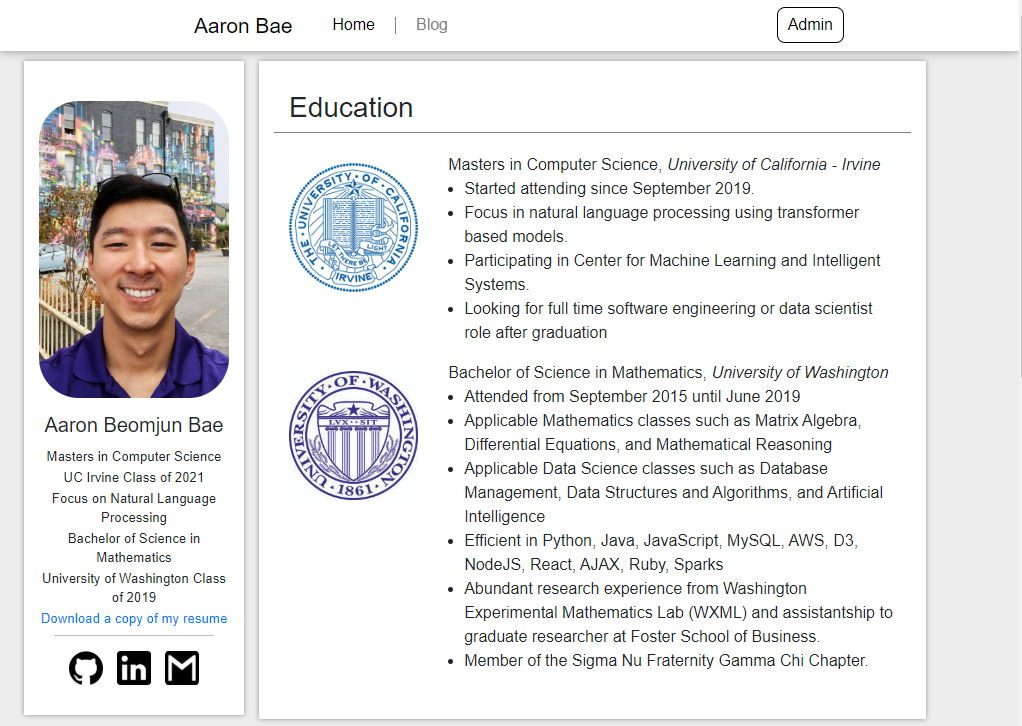 Aaron Bae
Home | Blog
Admin
Aaron Beomjun Bae
Masters in Computer Science
UC Irvine Class of 2021
Focus on Natural Language
Processing
Bachelor of Science in
Mathematics
University of Washington Class
of 2019
Download a copy of my resume
in
Education
THE UNIVERSITY OF CALIFORNIA
LET THERE BE LIGHT
IRVINE
Masters in Computer Science, University of California - Irvine
• Started attending since September 2019.
• Focus in natural language processing using transformer
based models.
• Participating in Center for Machine Learning and Intelligent
Systems.
• Looking for full time software engineering or data scientist
role after graduation
UNIVERSITY OF WASHINGTON
LVX SIT
1861
Bachelor of Science in Mathematics, University of Washington
• Attended from September 2015 until June 2019
• Applicable Mathematics classes such as Matrix Algebra,
Differential Equations, and Mathematical Reasoning
• Applicable Data Science classes such as Database
Management, Data Structures and Algorithms, and Artificial
Intelligence
• Efficient in Python, Java, JavaScript, MySQL, AWS, D3,
NodeJS, React, AJAX, Ruby, Sparks
• Abundant research experience from Washington
Experimental Mathematics Lab (WXML) and assistantship to
graduate researcher at Foster School of Business.
• Member of the Sigma Nu Fraternity Gamma Chi Chapter.